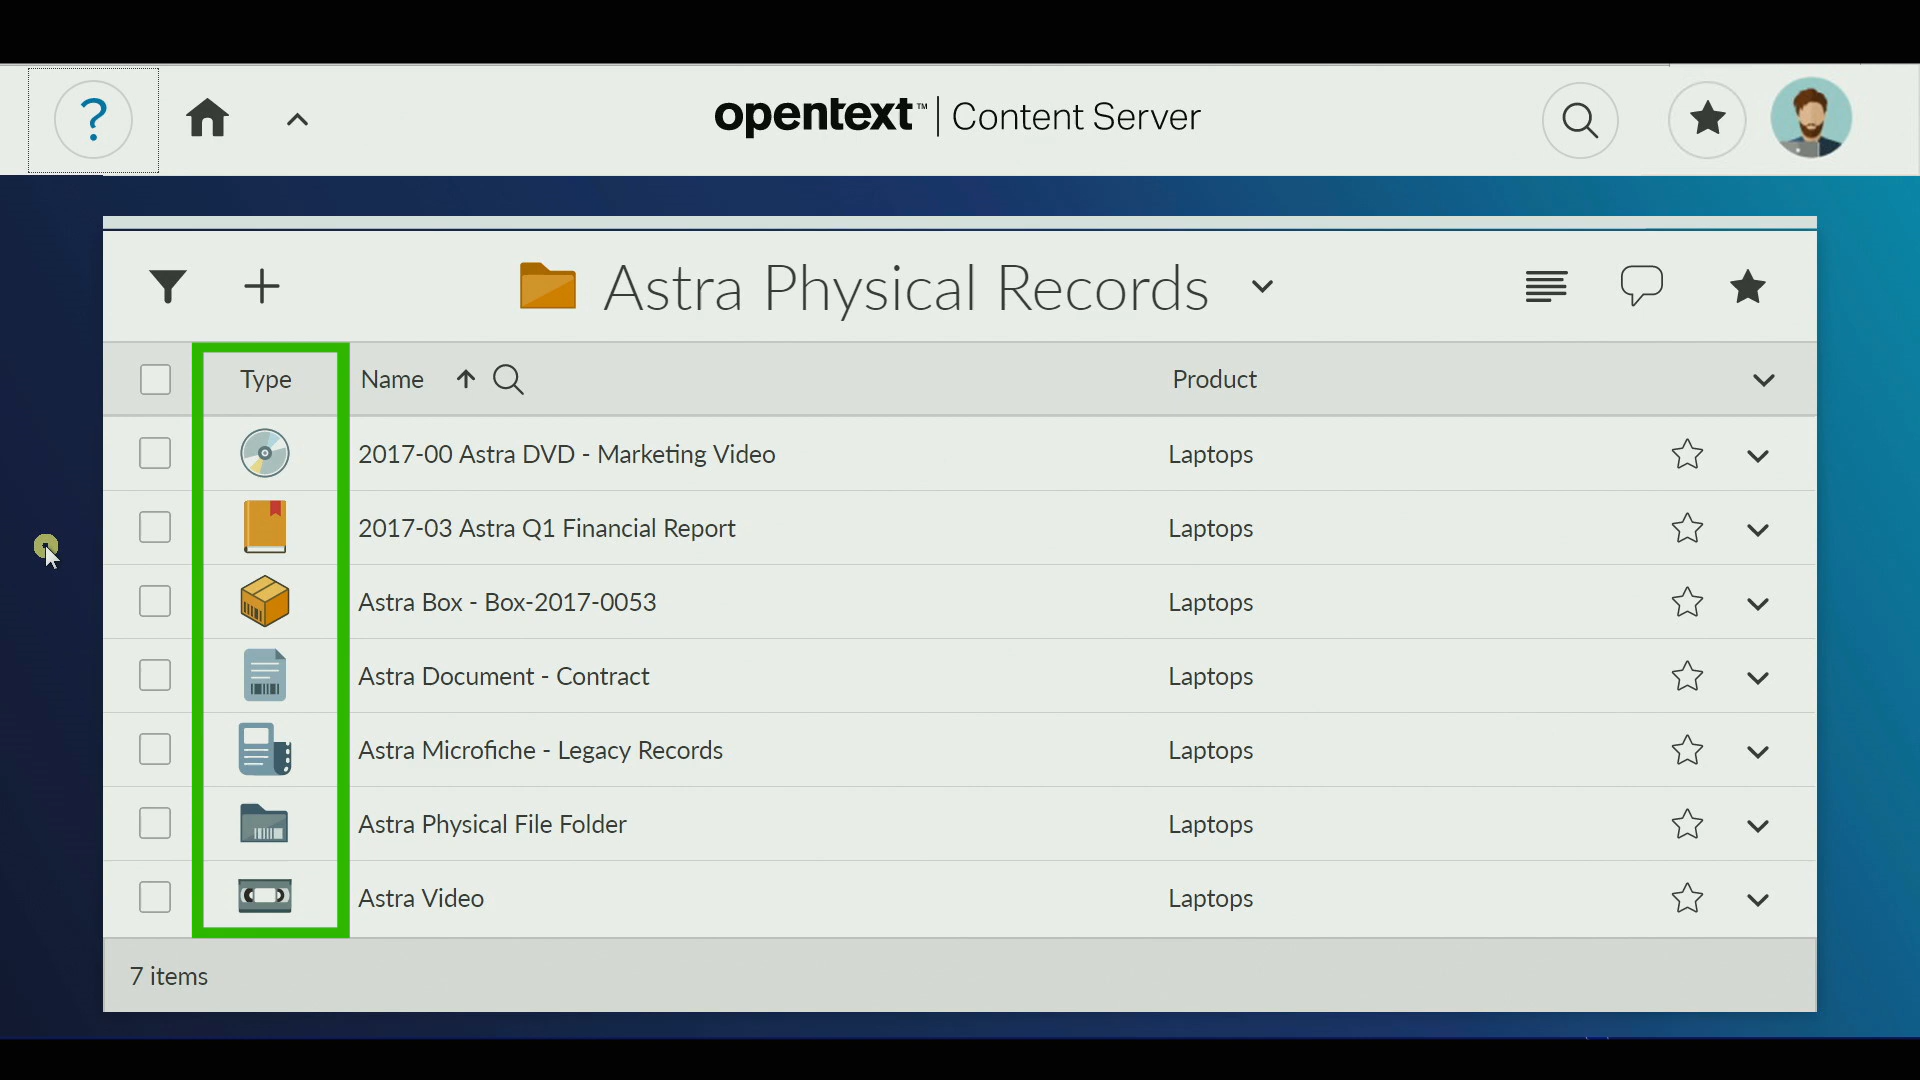 ?
opentext™ | Content Server
Astra Physical Records
Type Name Product
2017-00 Astra DVD - Marketing Video Laptops
2017-03 Astra Q1 Financial Report Laptops
Astra Box - Box-2017-0053 Laptops
Astra Document - Contract Laptops
Astra Microfiche - Legacy Records Laptops
Astra Physical File Folder Laptops
Astra Video Laptops
7 items